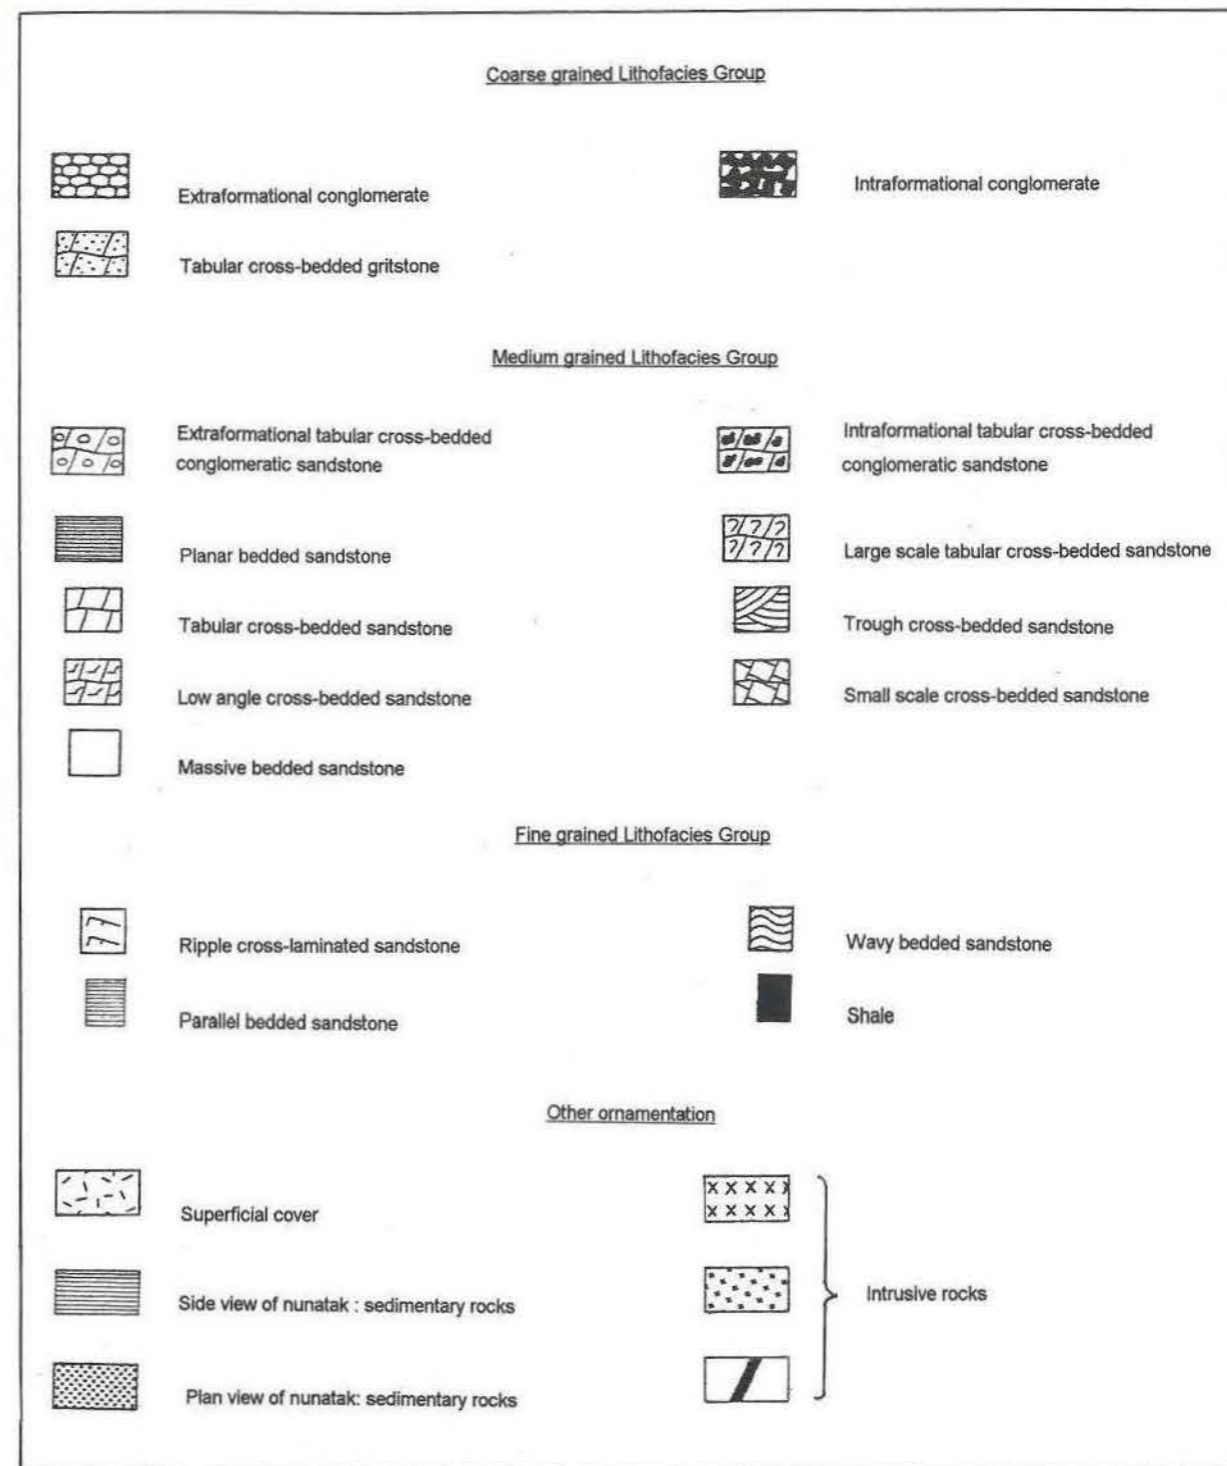 Coarse grained Lithofacies Group
Extraformational conglomerate
Intraformational conglomerate
Tabular cross-bedded gritstone
Medium grained Lithofacies Group
Extraformational tabular cross-bedded
conglomeratic sandstone
Intraformational tabular cross-bedded
conglomeratic sandstone
Planar bedded sandstone
Large scale tabular cross-bedded sandstone
Tabular cross-bedded sandstone
Trough cross-bedded sandstone
Low angle cross-bedded sandstone
Small scale cross-bedded sandstone
Massive bedded sandstone
Fine grained Lithofacies Group
Ripple cross-laminated sandstone
Wavy bedded sandstone
Parallel bedded sandstone
Shale
Other ornamentation
Superficial cover
Side view of nunatak : sedimentary rocks
Intrusive rocks
Plan view of nunatak: sedimentary rocks